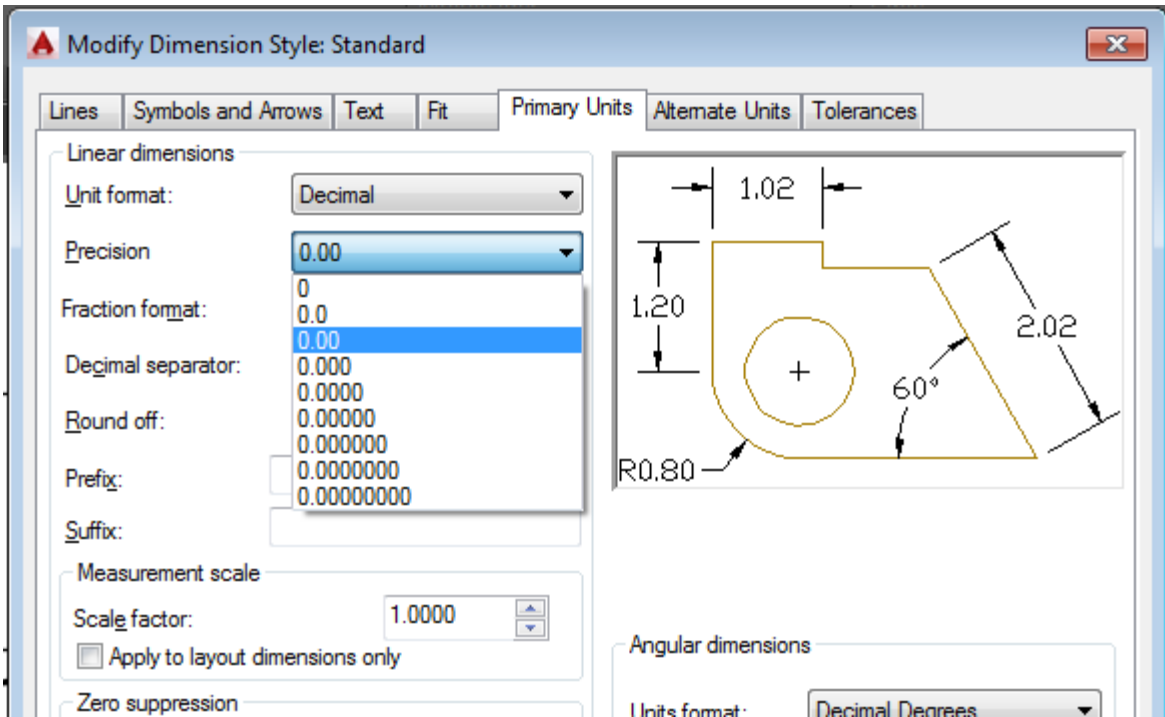 Modify Dimension Style: Standard
Lines Symbols and Arrows Text Fit Primary Units Alternate Units Tolerances
Linear dimensions
Unit format: Decimal
Precision 0.00
0
0.0
0.00
0.000
0.0000
0.00000
0.000000
0.0000000
0.00000000
Fraction format:
Decimal separator:
Round off:
Prefix:
Suffix:
Measurement scale
Scale factor: 1.0000
Apply to layout dimensions only
Zero suppression
1.02
1.20
2.02
60°
R0.80
Angular dimensions
Units format: Decimal Degrees